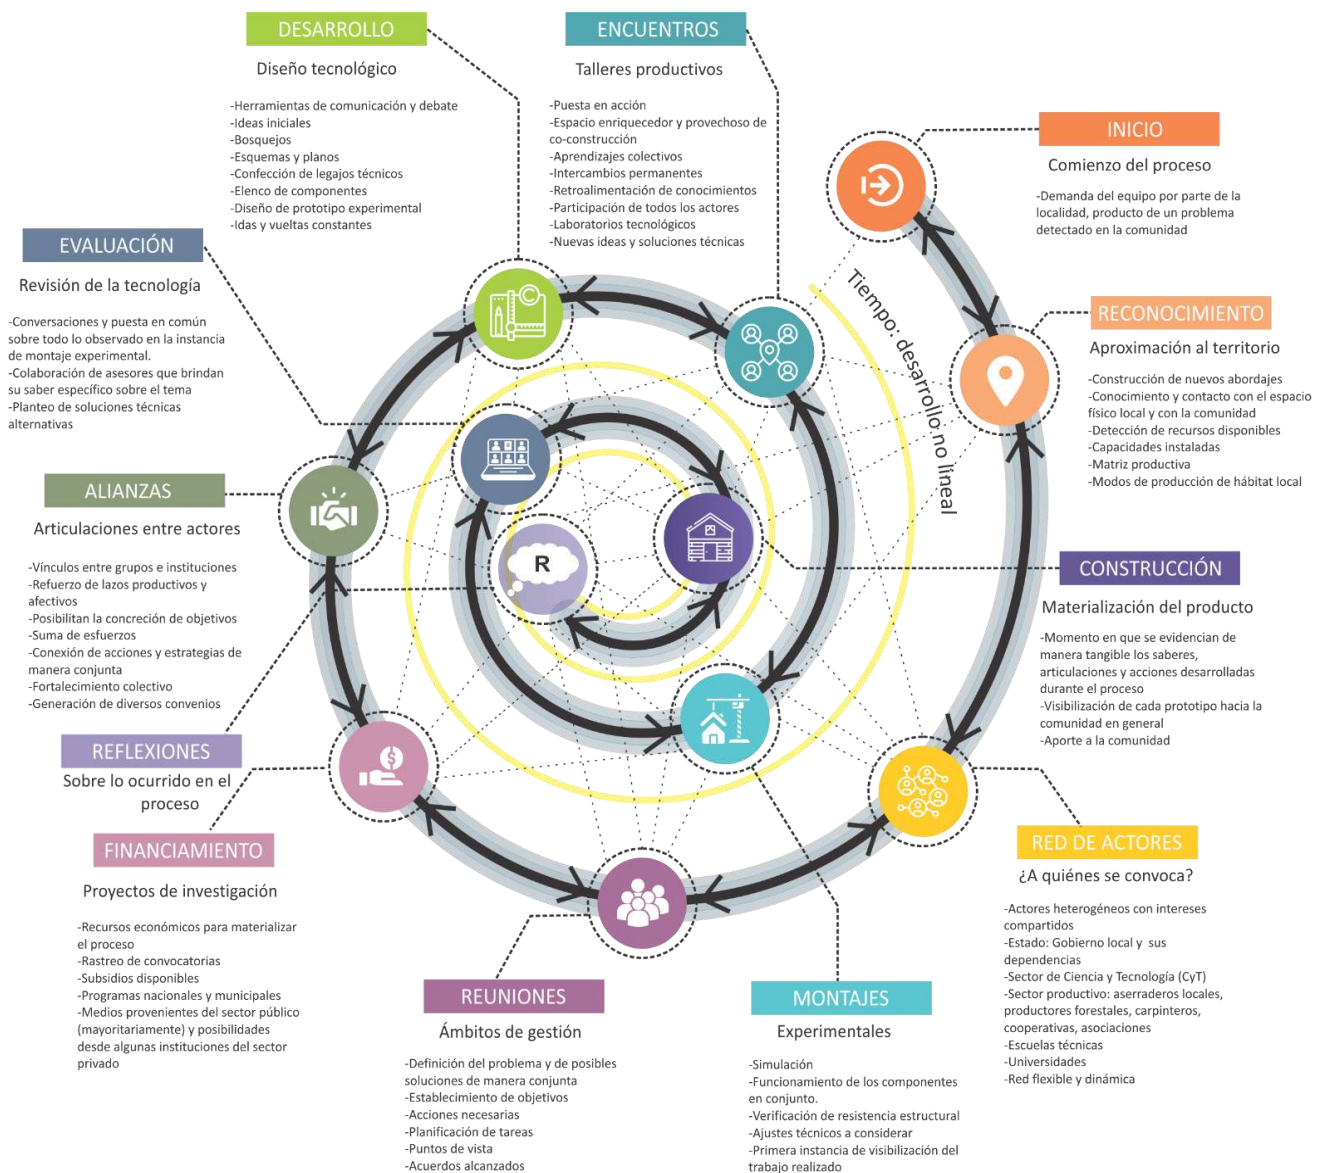 DESARROLLO
Diseño tecnológico
-Herramientas de comunicación y debate
-Ideas iniciales
-Bosquejos
-Esquemas y planos
-Confección de legajos técnicos
-Elenco de componentes
-Diseño de prototipo experimental
-Idas y vueltas constantes
ENCUENTROS
Talleres productivos
-Puesta en acción
-Espacio enriquecedor y provechoso de
co-construcción
-Aprendizajes colectivos
-Intercambios permanentes
-Retroalimentación de conocimientos
-Participación de todos los actores
-Laboratorios tecnológicos
-Nuevas ideas y soluciones técnicas
INICIO
Comienzo del proceso
-Demanda del equipo por parte de la
localidad, producto de un problema
detectado en la comunidad
EVALUACIÓN
Revisión de la tecnología
-Conversaciones y puesta en común
sobre todo lo observado en la instancia
de montaje experimental.
-Colaboración de asesores que brindan
su saber específico sobre el tema
-Planteo de soluciones técnicas
alternativas
Tiempo: desarrollo no lineal
RECONOCIMIENTO
Aproximación al territorio
-Construcción de nuevos abordajes
-Conocimiento y contacto con el espacio
físico local y con la comunidad
-Detección de recursos disponibles
-Capacidades instaladas
-Matriz productiva
-Modos de producción de hábitat local
ALIANZAS
Articulaciones entre actores
-Vínculos entre grupos e instituciones
-Refuerzo de lazos productivos y
afectivos
-Posibilitan la concreción de objetivos
-Suma de esfuerzos
-Conexión de acciones y estrategias de
manera conjunta
-Fortalecimiento colectivo
-Generación de diversos convenios
R
CONSTRUCCIÓN
Materialización del producto
-Momento en que se evidencian de
manera tangible los saberes,
articulaciones y acciones desarrolladas
durante el proceso
-Visibilización de cada prototipo hacia la
comunidad en general
-Aporte a la comunidad
REFLEXIONES
Sobre lo ocurrido en el
proceso
FINANCIAMIENTO
Proyectos de investigación
-Recursos económicos para materializar
el proceso
-Rastreo de convocatorias
-Subsidios disponibles
-Programas nacionales y municipales
-Medios provenientes del sector público
(mayoritariamente) y posibilidades
desde algunas instituciones del sector
privado
REUNIONES
Ámbitos de gestión
-Definición del problema y de posibles
soluciones de manera conjunta
-Establecimiento de objetivos
-Acciones necesarias
-Planificación de tareas
-Puntos de vista
-Acuerdos alcanzados
MONTAJES
Experimentales
-Simulación
-Funcionamiento de los componentes
en conjunto.
-Verificación de resistencia estructural
-Ajustes técnicos a considerar
-Primera instancia de visibilización del
trabajo realizado
RED DE ACTORES
¿A quiénes se convoca?
-Actores heterogéneos con intereses
compartidos
-Estado: Gobierno local y sus
dependencias
-Sector de Ciencia y Tecnología (CyT)
-Sector productivo: aserraderos locales,
productores forestales, carpinteros,
cooperativas, asociaciones
-Escuelas técnicas
-Universidades
-Red flexible y dinámica